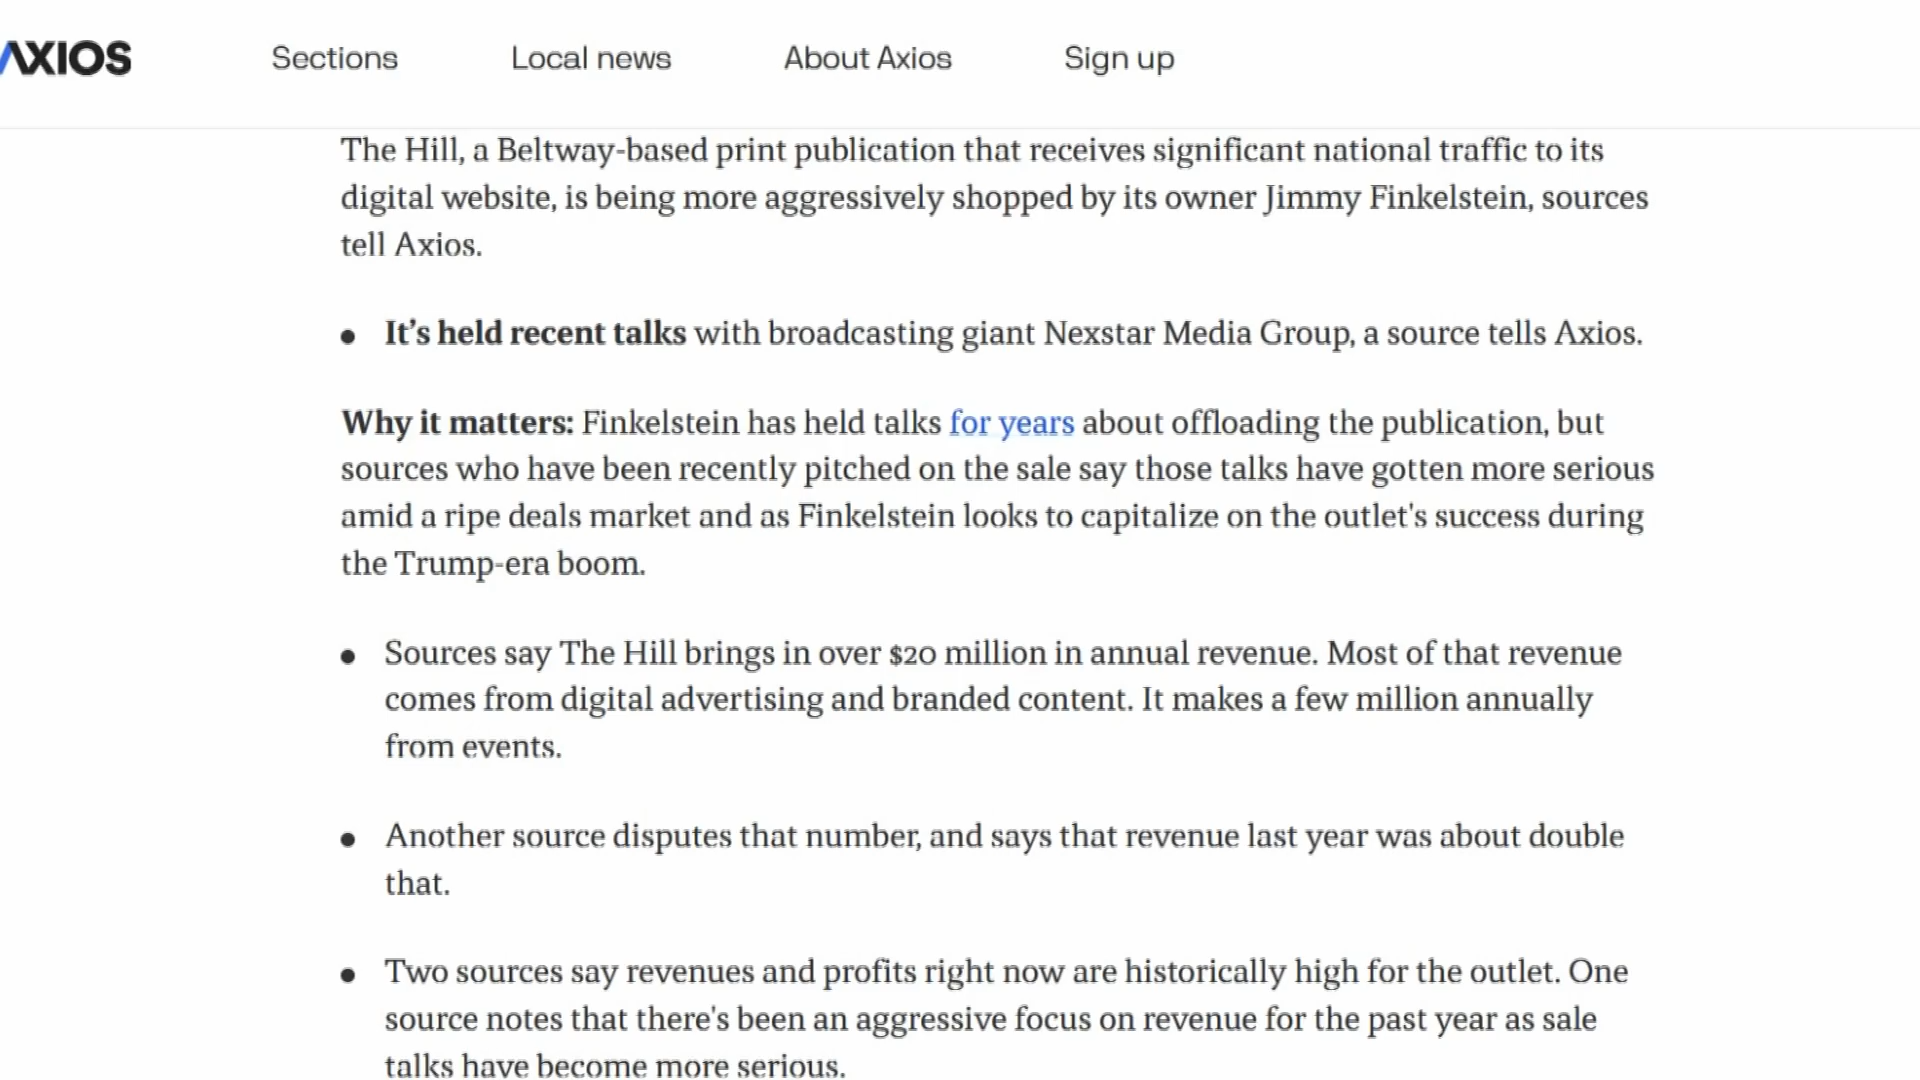 AXIOS
Sections
Local news
About Axios
Sign up
The Hill, a Beltway-based print publication that receives significant national traffic to its
digital website, is being more aggressively shopped by its owner Jimmy Finkelstein, sources
tell Axios.
● It’s held recent talks with broadcasting giant Nexstar Media Group, a source tells Axios.
Why it matters: Finkelstein has held talks for years about offloading the publication, but
sources who have been recently pitched on the sale say those talks have gotten more serious
amid a ripe deals market and as Finkelstein looks to capitalize on the outlet's success during
the Trump-era boom.
● Sources say The Hill brings in over $20 million in annual revenue. Most of that revenue
comes from digital advertising and branded content. It makes a few million annually
from events.
● Another source disputes that number, and says that revenue last year was about double
that.
● Two sources say revenues and profits right now are historically high for the outlet. One
source notes that there's been an aggressive focus on revenue for the past year as sale
talks have become more serious.